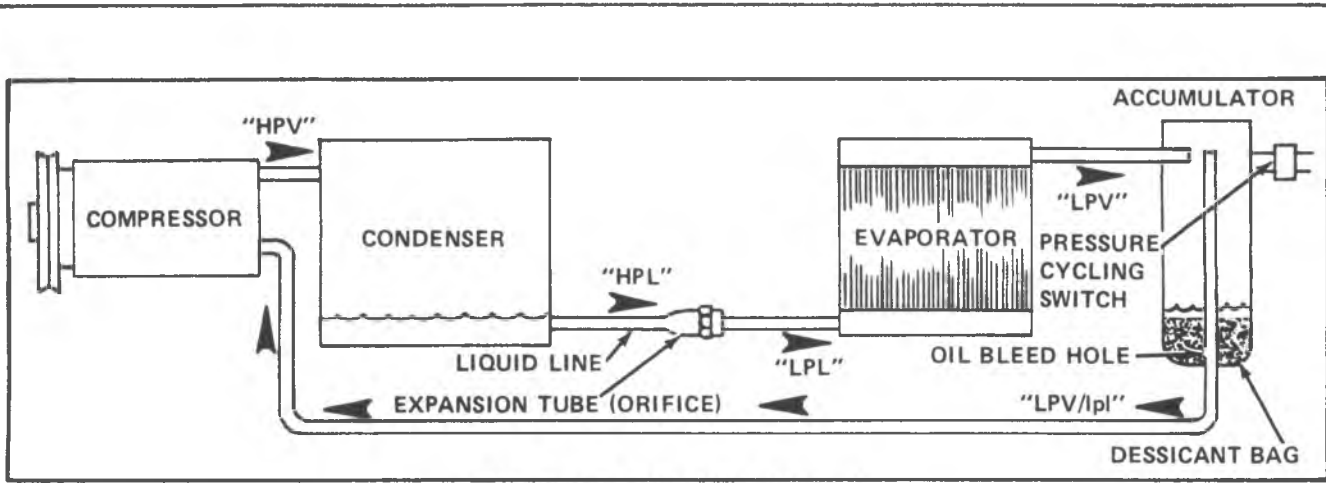 ACCUMULATOR
"HPV"
COMPRESSOR
CONDENSER
"LPV"
EVAPORATOR
PRESSURE
CYCLING
SWITCH
"HPL"
LIQUID LINE
"LPL"
OIL BLEED HOLE
EXPANSION TUBE (ORIFICE)
"LPV/lpl"
DESSICANT BAG